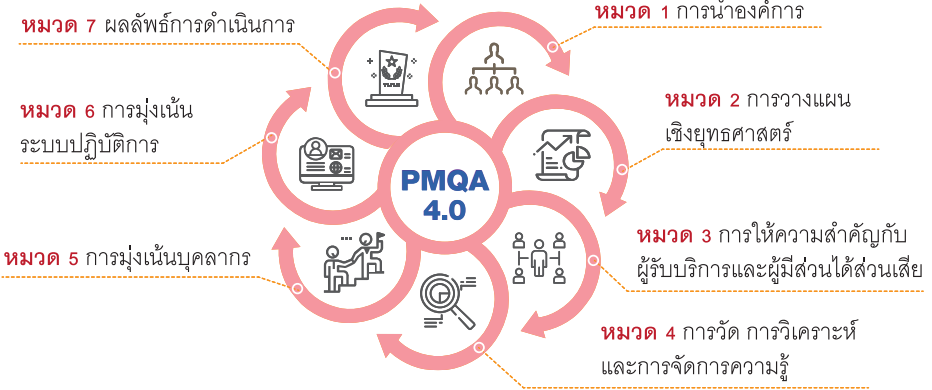 หมวด 1 การนำองค์การ
หมวด 2 การวางแผน
เชิงยุทธศาสตร์
หมวด 3 การให้ความสำคัญกับ
ผู้รับบริการและผู้มีส่วนได้ส่วนเสีย
หมวด 4 การวัด การวิเคราะห์
และการจัดการความรู้
หมวด 5 การมุ่งเน้นบุคลากร
หมวด 6 การมุ่งเน้น
ระบบปฏิบัติการ
หมวด 7 ผลลัพธ์การดำเนินการ
PMQA
4.0